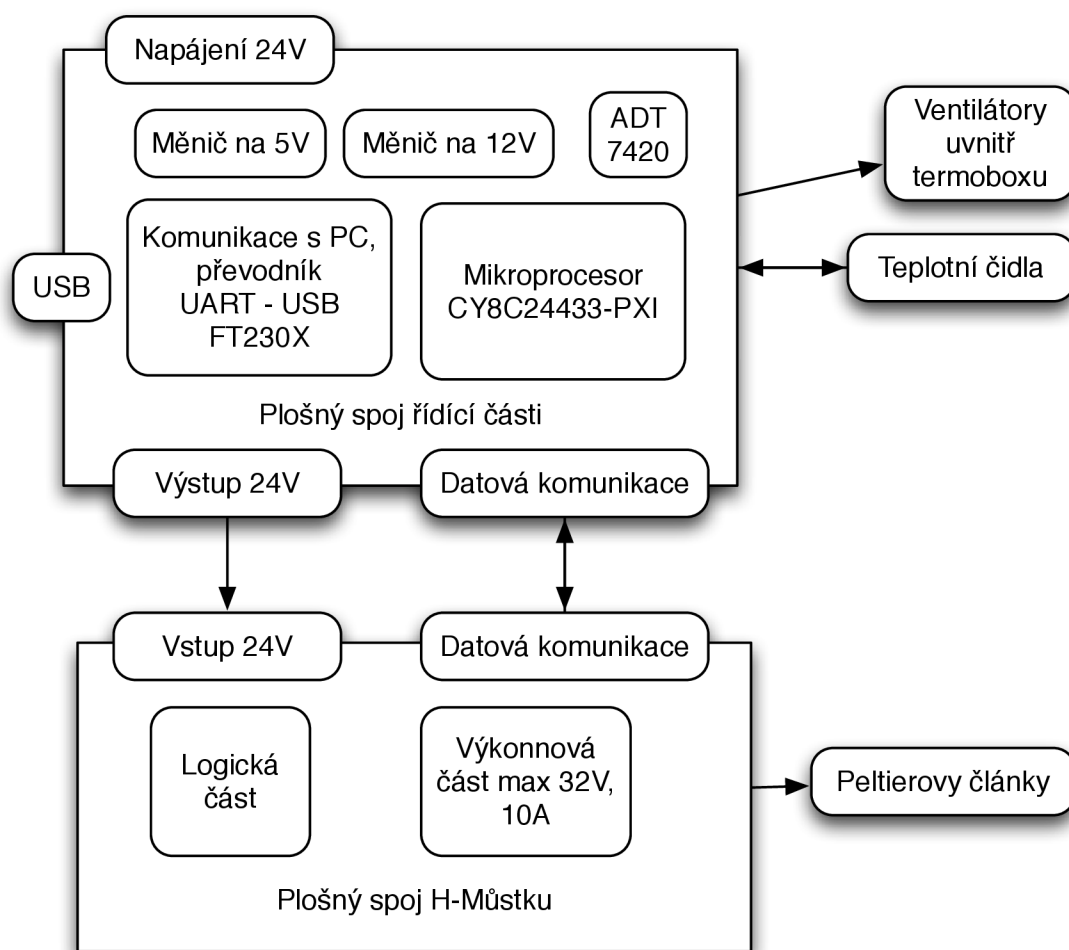 Napájení 24V
Měnič na 5V
Měnič na 12V
ADT
7420
Ventilátory
uvnitř
termoboxu
USB
Komunikace s PC,
převodník
UART - USB
FT230X
Mikroprocesor
CY8C24433-PXI
Teplotní čidla
Plošný spoj řídící části
Výstup 24V
Datová komunikace
Vstup 24V
Datová komunikace
Logická
část
Výkonnová
část max 32V,
10A
Peltierovy články
Plošný spoj H-Můstku